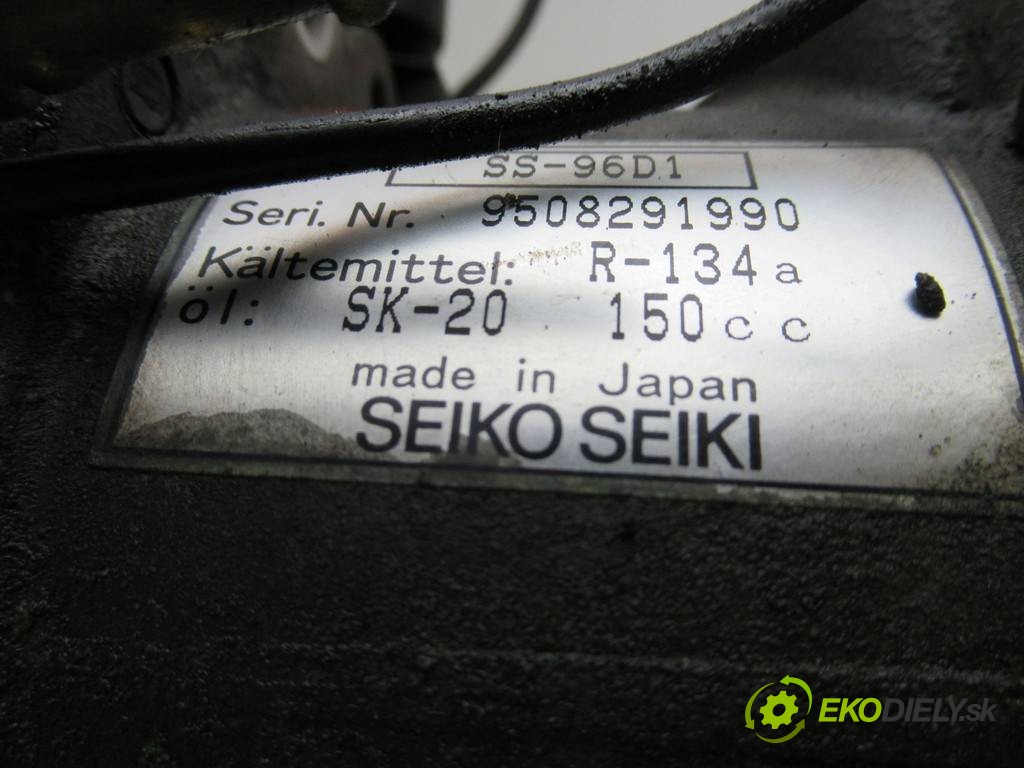 SS-96D1
Seri. Nr. 9508291990
Kältemittel: R-134a
öl: SK-20 150cc
made in Japan
SEIKO SEIKI
EKODIELY.sk